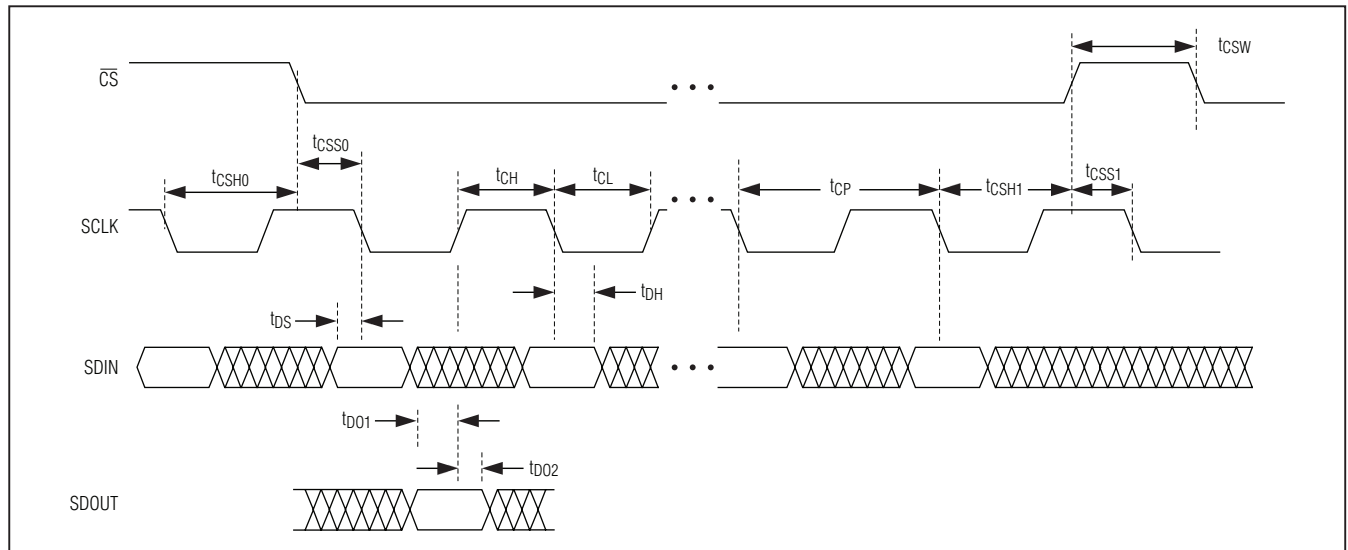 tCSW
CS
• • •
tCSS0
tCSH0
tCH
tCL
tCP
tCSH1
tCSS1
• • •
SCLK
tDH
tDS
SDIN
• • •
tDO1
tDO2
SDOUT